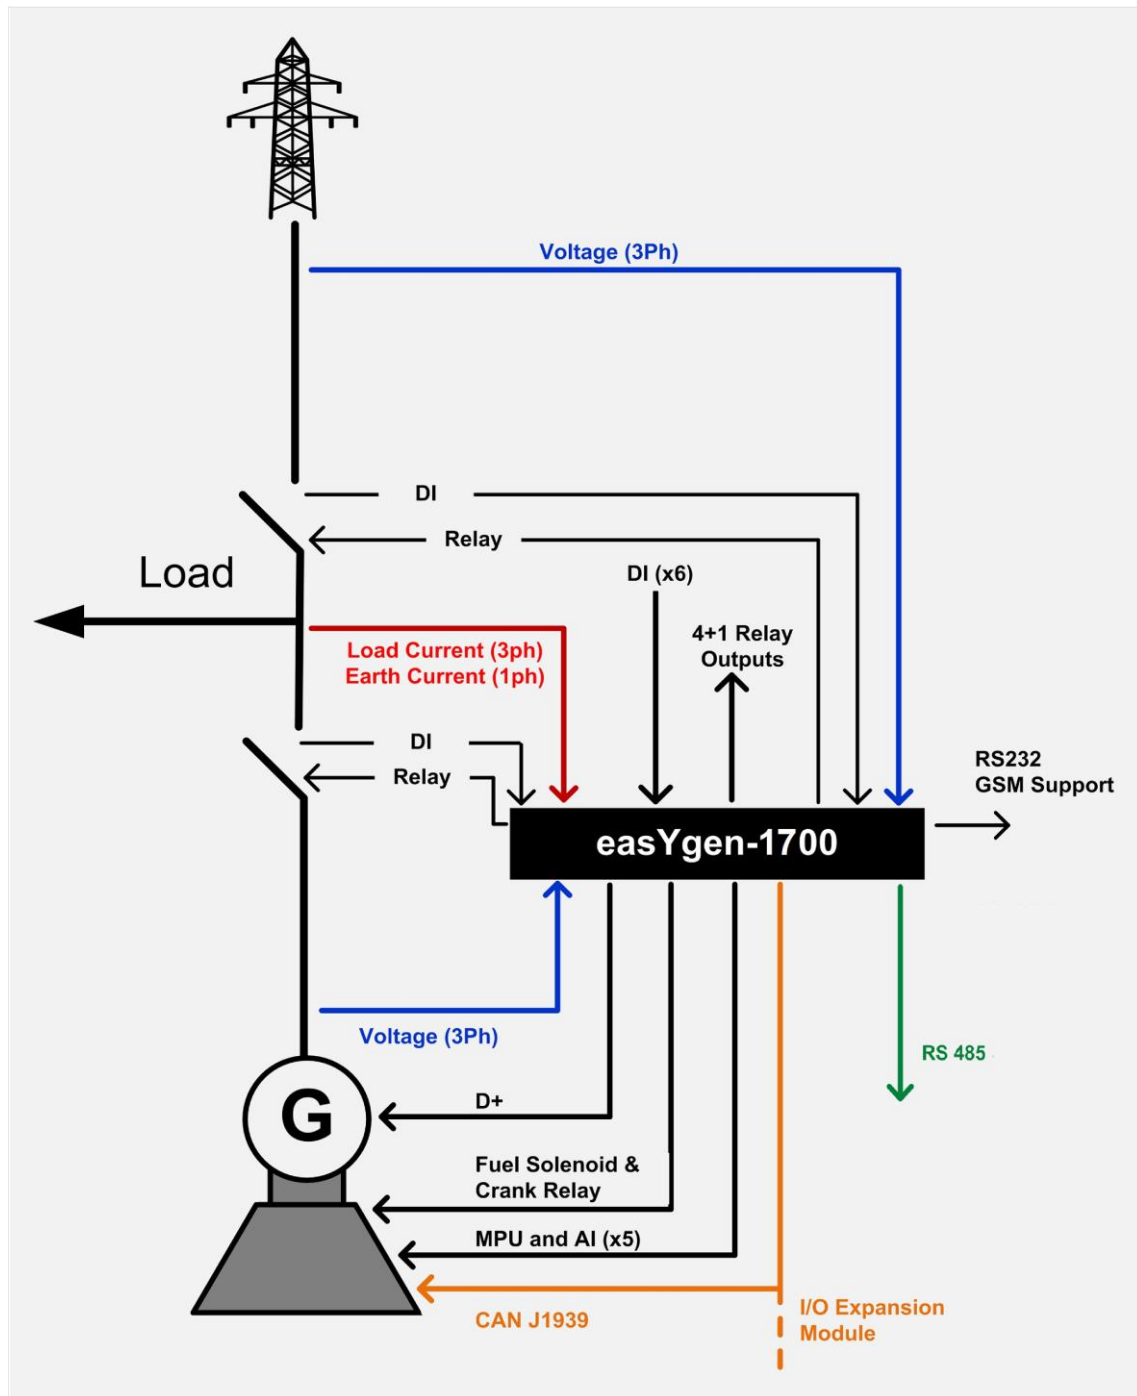 Voltage (3Ph)
DI
Relay
Load
DI (x6)
4+1 Relay
Outputs
Load Current (3ph)
Earth Current (1ph)
DI
Relay
RS232
GSM Support
easYgen-1700
Voltage (3Ph)
RS 485
G
D+
Fuel Solenoid &
Crank Relay
MPU and AI (x5)
CAN J1939
I/O Expansion
Module